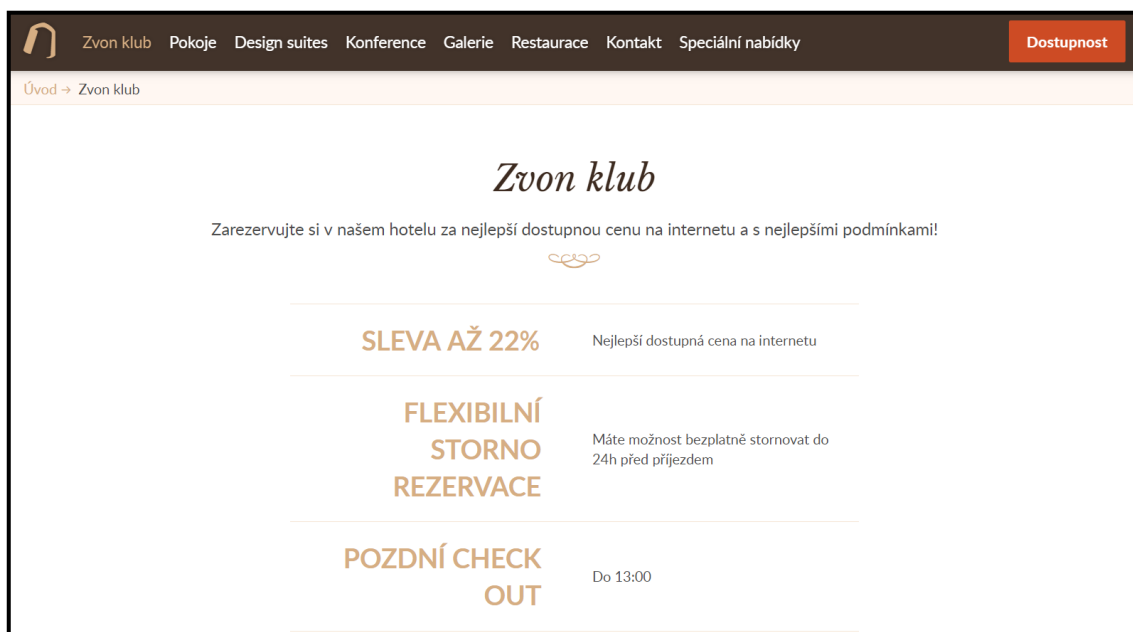 Zvon klub Pokoje Design suites Konference Galerie Restaurace Kontakt Speciální nabídky Dostupnost
Úvod → Zvon klub
Zvon klub
Zarezervujte si v našem hotelu za nejlepší dostupnou cenu na internetu a s nejlepšími podmínkami!
SLEVA AŽ 22%
Nejlepší dostupná cena na internetu
FLEXIBILNÍ
STORNO
REZERVACE
Máte možnost bezplatně stornovat do
24h před příjezdem
POZDNÍ CHECK
OUT
Do 13:00